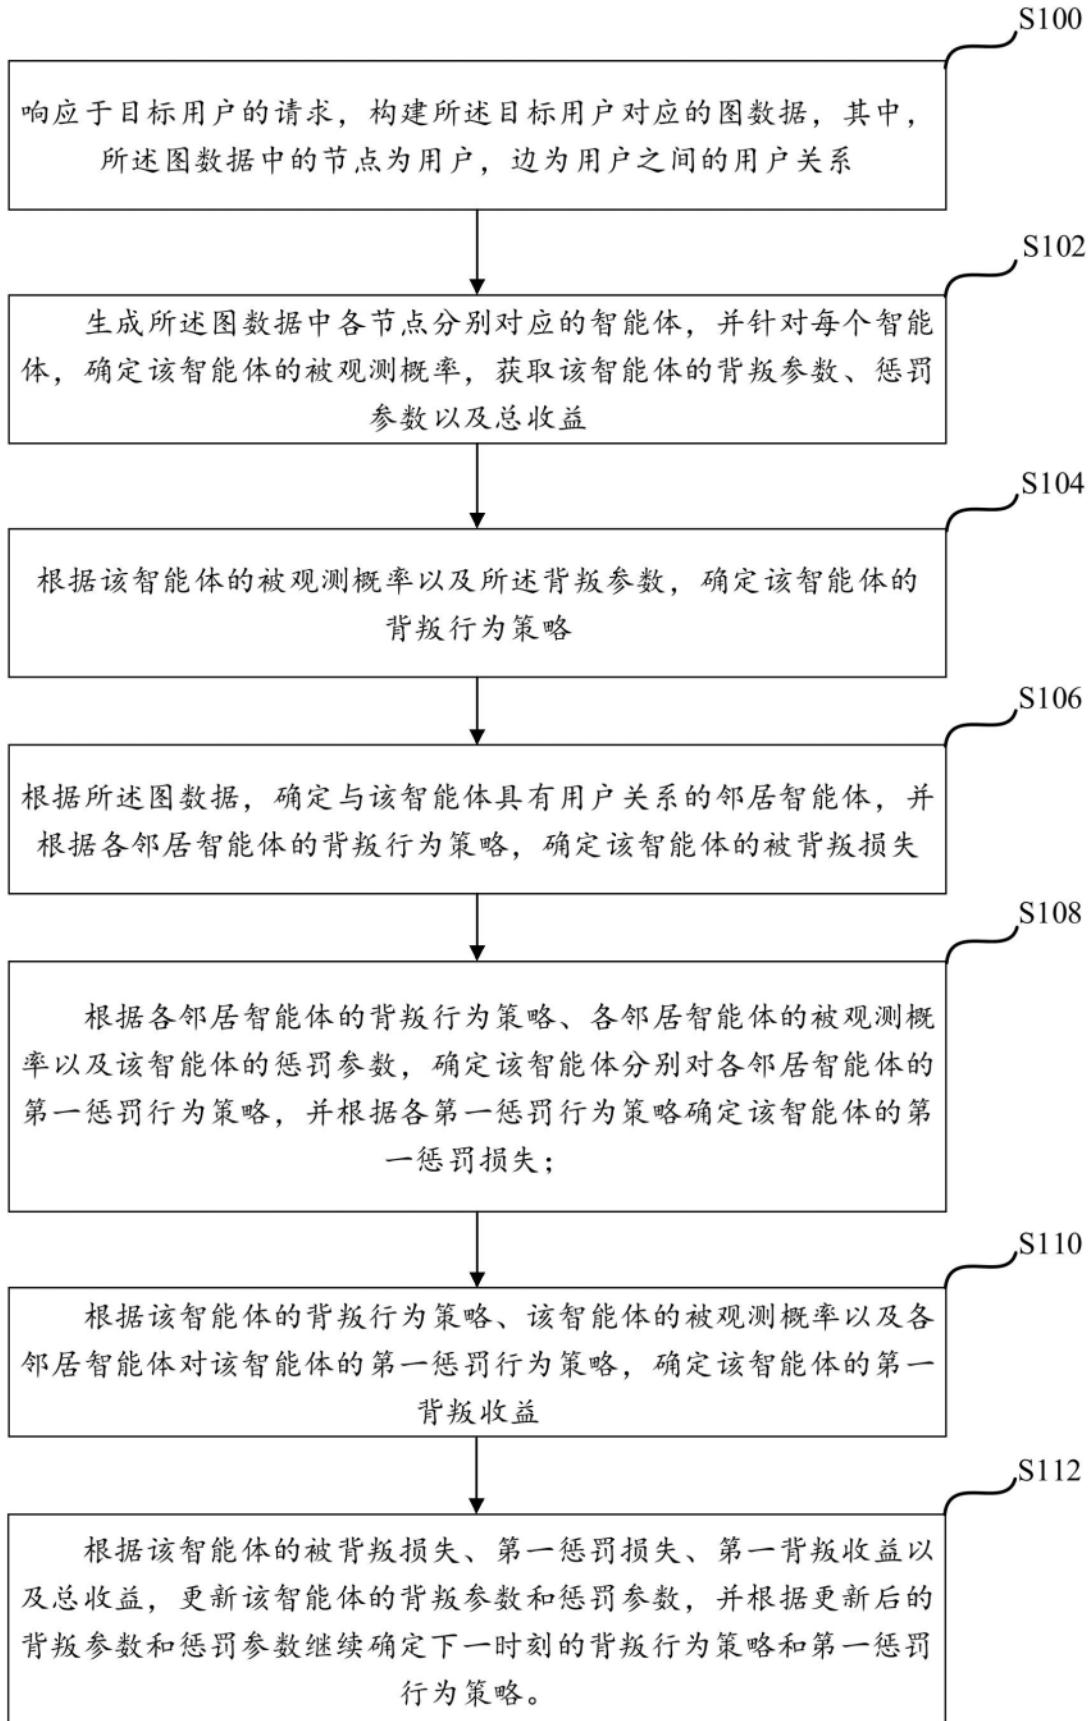 S100
响应于目标用户的请求，构建所述目标用户对应的图数据，其中，
所述图数据中的节点为用户，边为用户之间的用户关系
S102
生成所述图数据中各节点分别对应的智能体，并针对每个智能
体，确定该智能体的被观测概率，获取该智能体的背叛参数、惩罚
参数以及总收益
S104
根据该智能体的被观测概率以及所述背叛参数，确定该智能体的
背叛行为策略
S106
根据所述图数据，确定与该智能体具有用户关系的邻居智能体，并
根据各邻居智能体的背叛行为策略，确定该智能体的被背叛损失
S108
根据各邻居智能体的背叛行为策略、各邻居智能体的被观测概
率以及该智能体的惩罚参数，确定该智能体分别对各邻居智能体的
第一惩罚行为策略，并根据各第一惩罚行为策略确定该智能体的第
一惩罚损失；
S110
根据该智能体的背叛行为策略、该智能体的被观测概率以及各
邻居智能体对该智能体的第一惩罚行为策略，确定该智能体的第一
背叛收益
S112
根据该智能体的被背叛损失、第一惩罚损失、第一背叛收益以
及总收益，更新该智能体的背叛参数和惩罚参数，并根据更新后的
背叛参数和惩罚参数继续确定下一时刻的背叛行为策略和第一惩罚
行为策略。